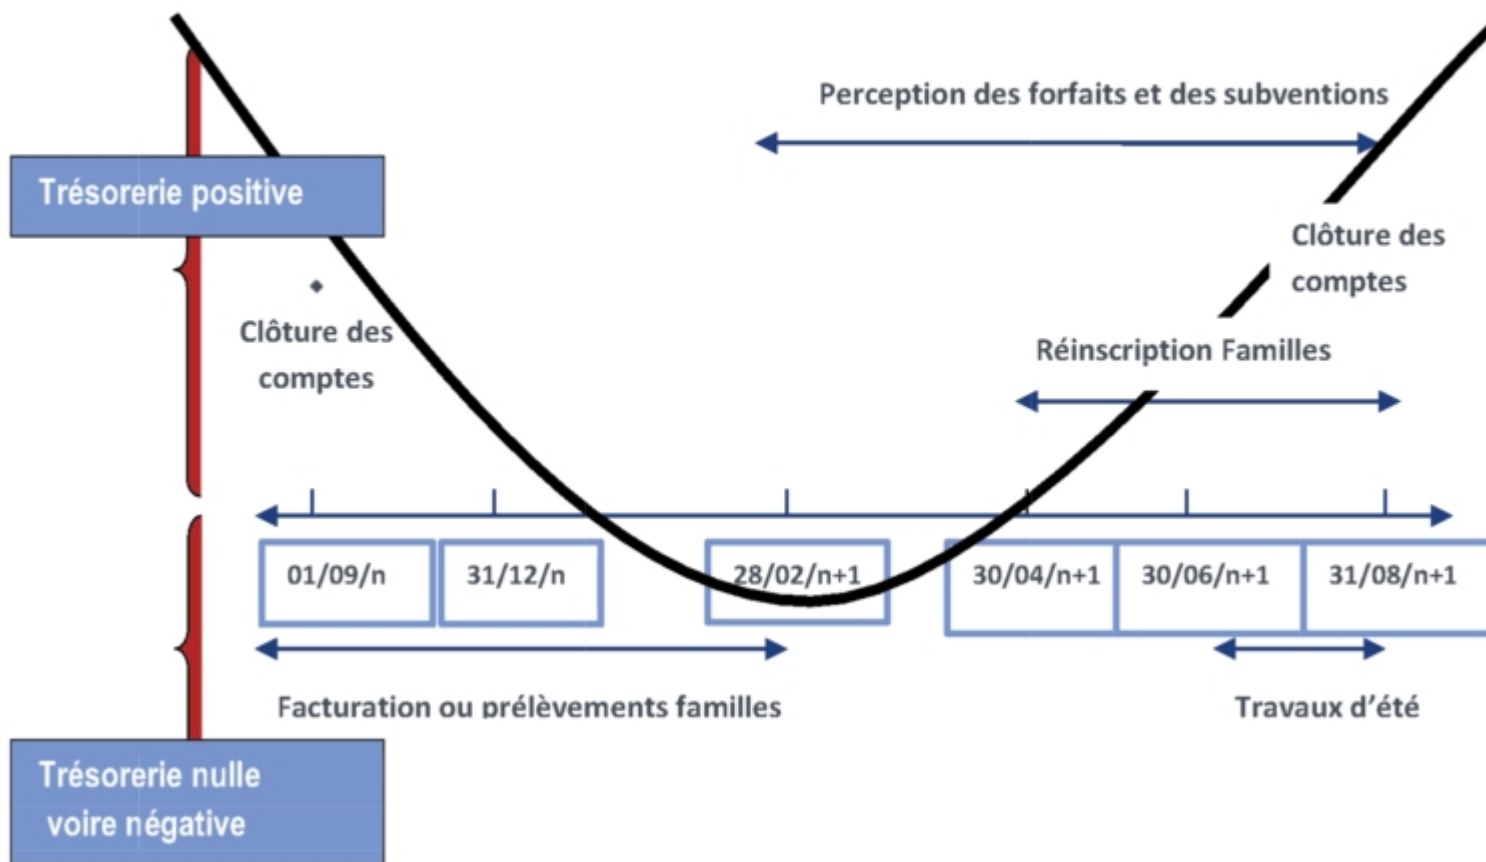 Perception des forfaits et des subventions
Trésorerie positive
Clôture des
comptes
Clôture des
comptes
Réinscription Familles
01/09/n
31/12/n
28/02/n+1
30/04/n+1
30/06/n+1
31/08/n+1
Facturation ou prélèvements familles
Travaux d’été
Trésorerie nulle
voire négative